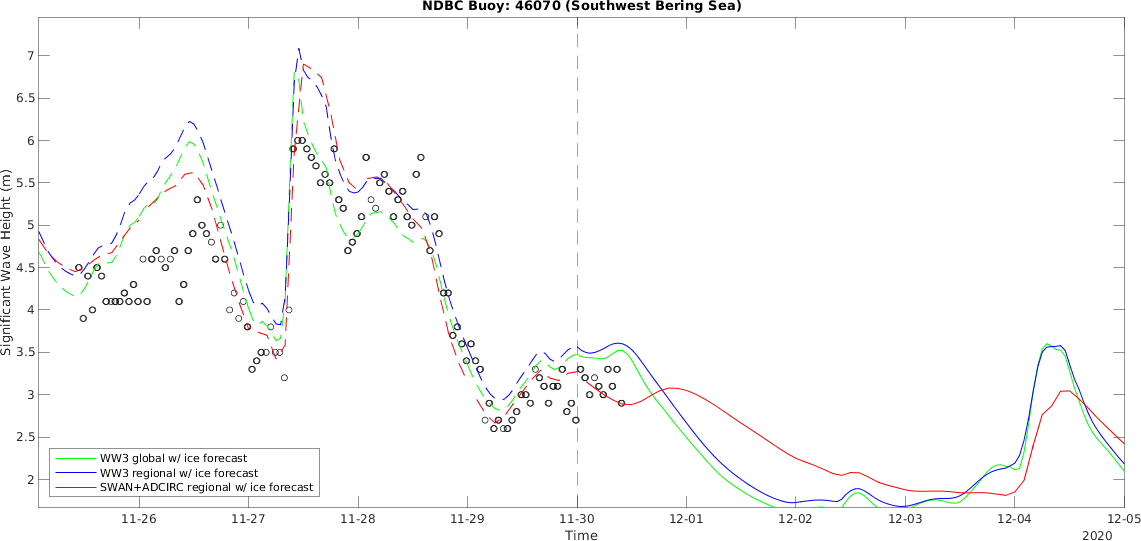 NDBC Buoy: 46070 (Southwest Bering Sea)
Significant Wave Height (m)
7
6.5
6
5.5
5
4.5
4
3.5
3
2.5
2
WW3 global w/ ice forecast
WW3 regional w/ ice forecast
SWAN+ADCIRC regional w/ ice forecast
11-26 11-27 11-28 11-29 11-30 12-01 12-02 12-03 12-04 12-05
Time
2020